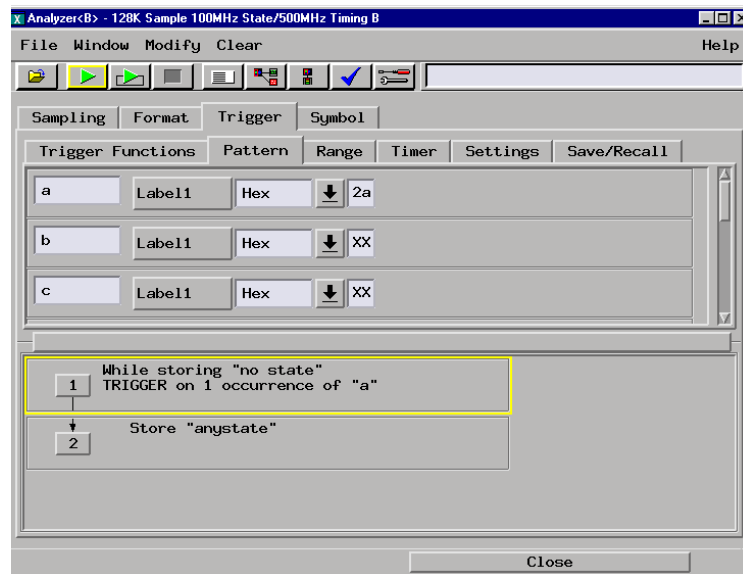 Analyzer<B> - 128K Sample 100MHz State/500MHz Timing B
File Window Modify Clear Help
Sampling Format Trigger Symbol
Trigger Functions Pattern Range Timer Settings Save/Recall
a Label1 Hex 2a
b Label1 Hex XX
c Label1 Hex XX
While storing "no state"
1 TRIGGER on 1 occurrence of "a"
Store "anystate"
2
Close